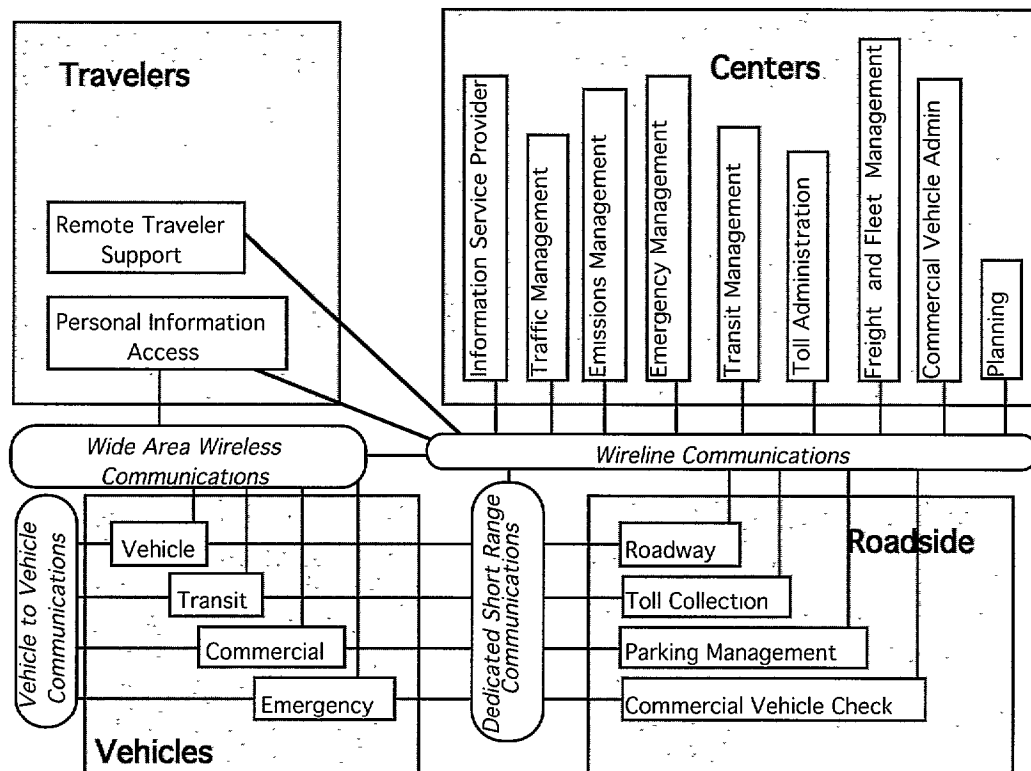 Travelers
Remote Traveler
Support
Personal Information
Access
Centers
Information Service Provider
Traffic Management
Emissions Management
Emergency Management
Transit Management
Toll Administration
Freight and Fleet Management
Commercial Vehicle Admin
Planning
Wide Area Wireless
Communications
Wireline Communications
Vehicle to Vehicle
Communications
Vehicle
Transit
Commercial
Emergency
Vehicles
Dedicated Short Range
Communications
Roadside
Roadway
Toll Collection
Parking Management
Commercial Vehicle Check